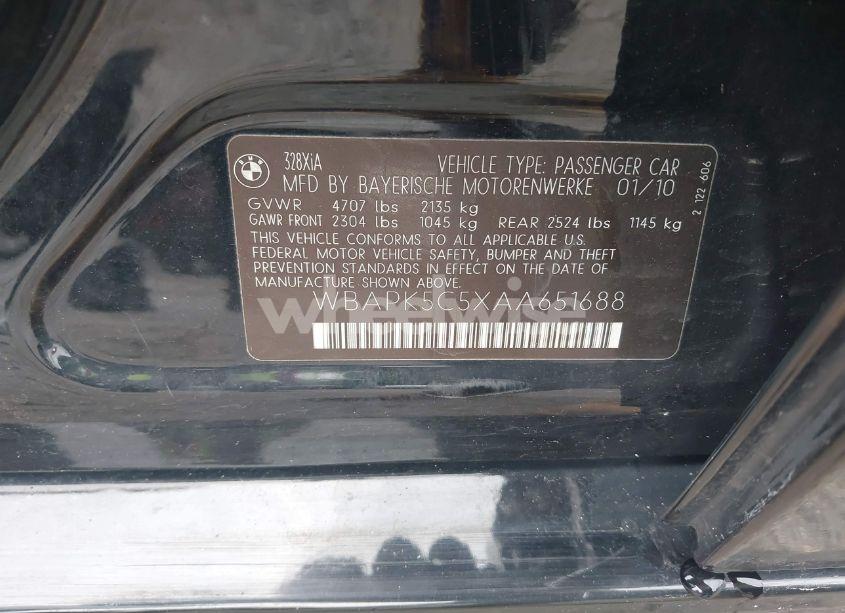 BMW
328XiA VEHICLE TYPE: PASSENGER CAR
MFD BY BAYERISCHE MOTORENWERKE 01/10
GVWR 4707 lbs 2135 kg
GAWR FRONT 2304 lbs 1045 kg REAR 2524 lbs 1145 kg
THIS VEHICLE CONFORMS TO ALL APPLICABLE U.S.
FEDERAL MOTOR VEHICLE SAFETY, BUMPER AND THEFT
PREVENTION STANDARDS IN EFFECT ON THE DATE OF
MANUFACTURE SHOWN ABOVE.
WBAPK5C5XAA651688
wheelwise
2 122 606